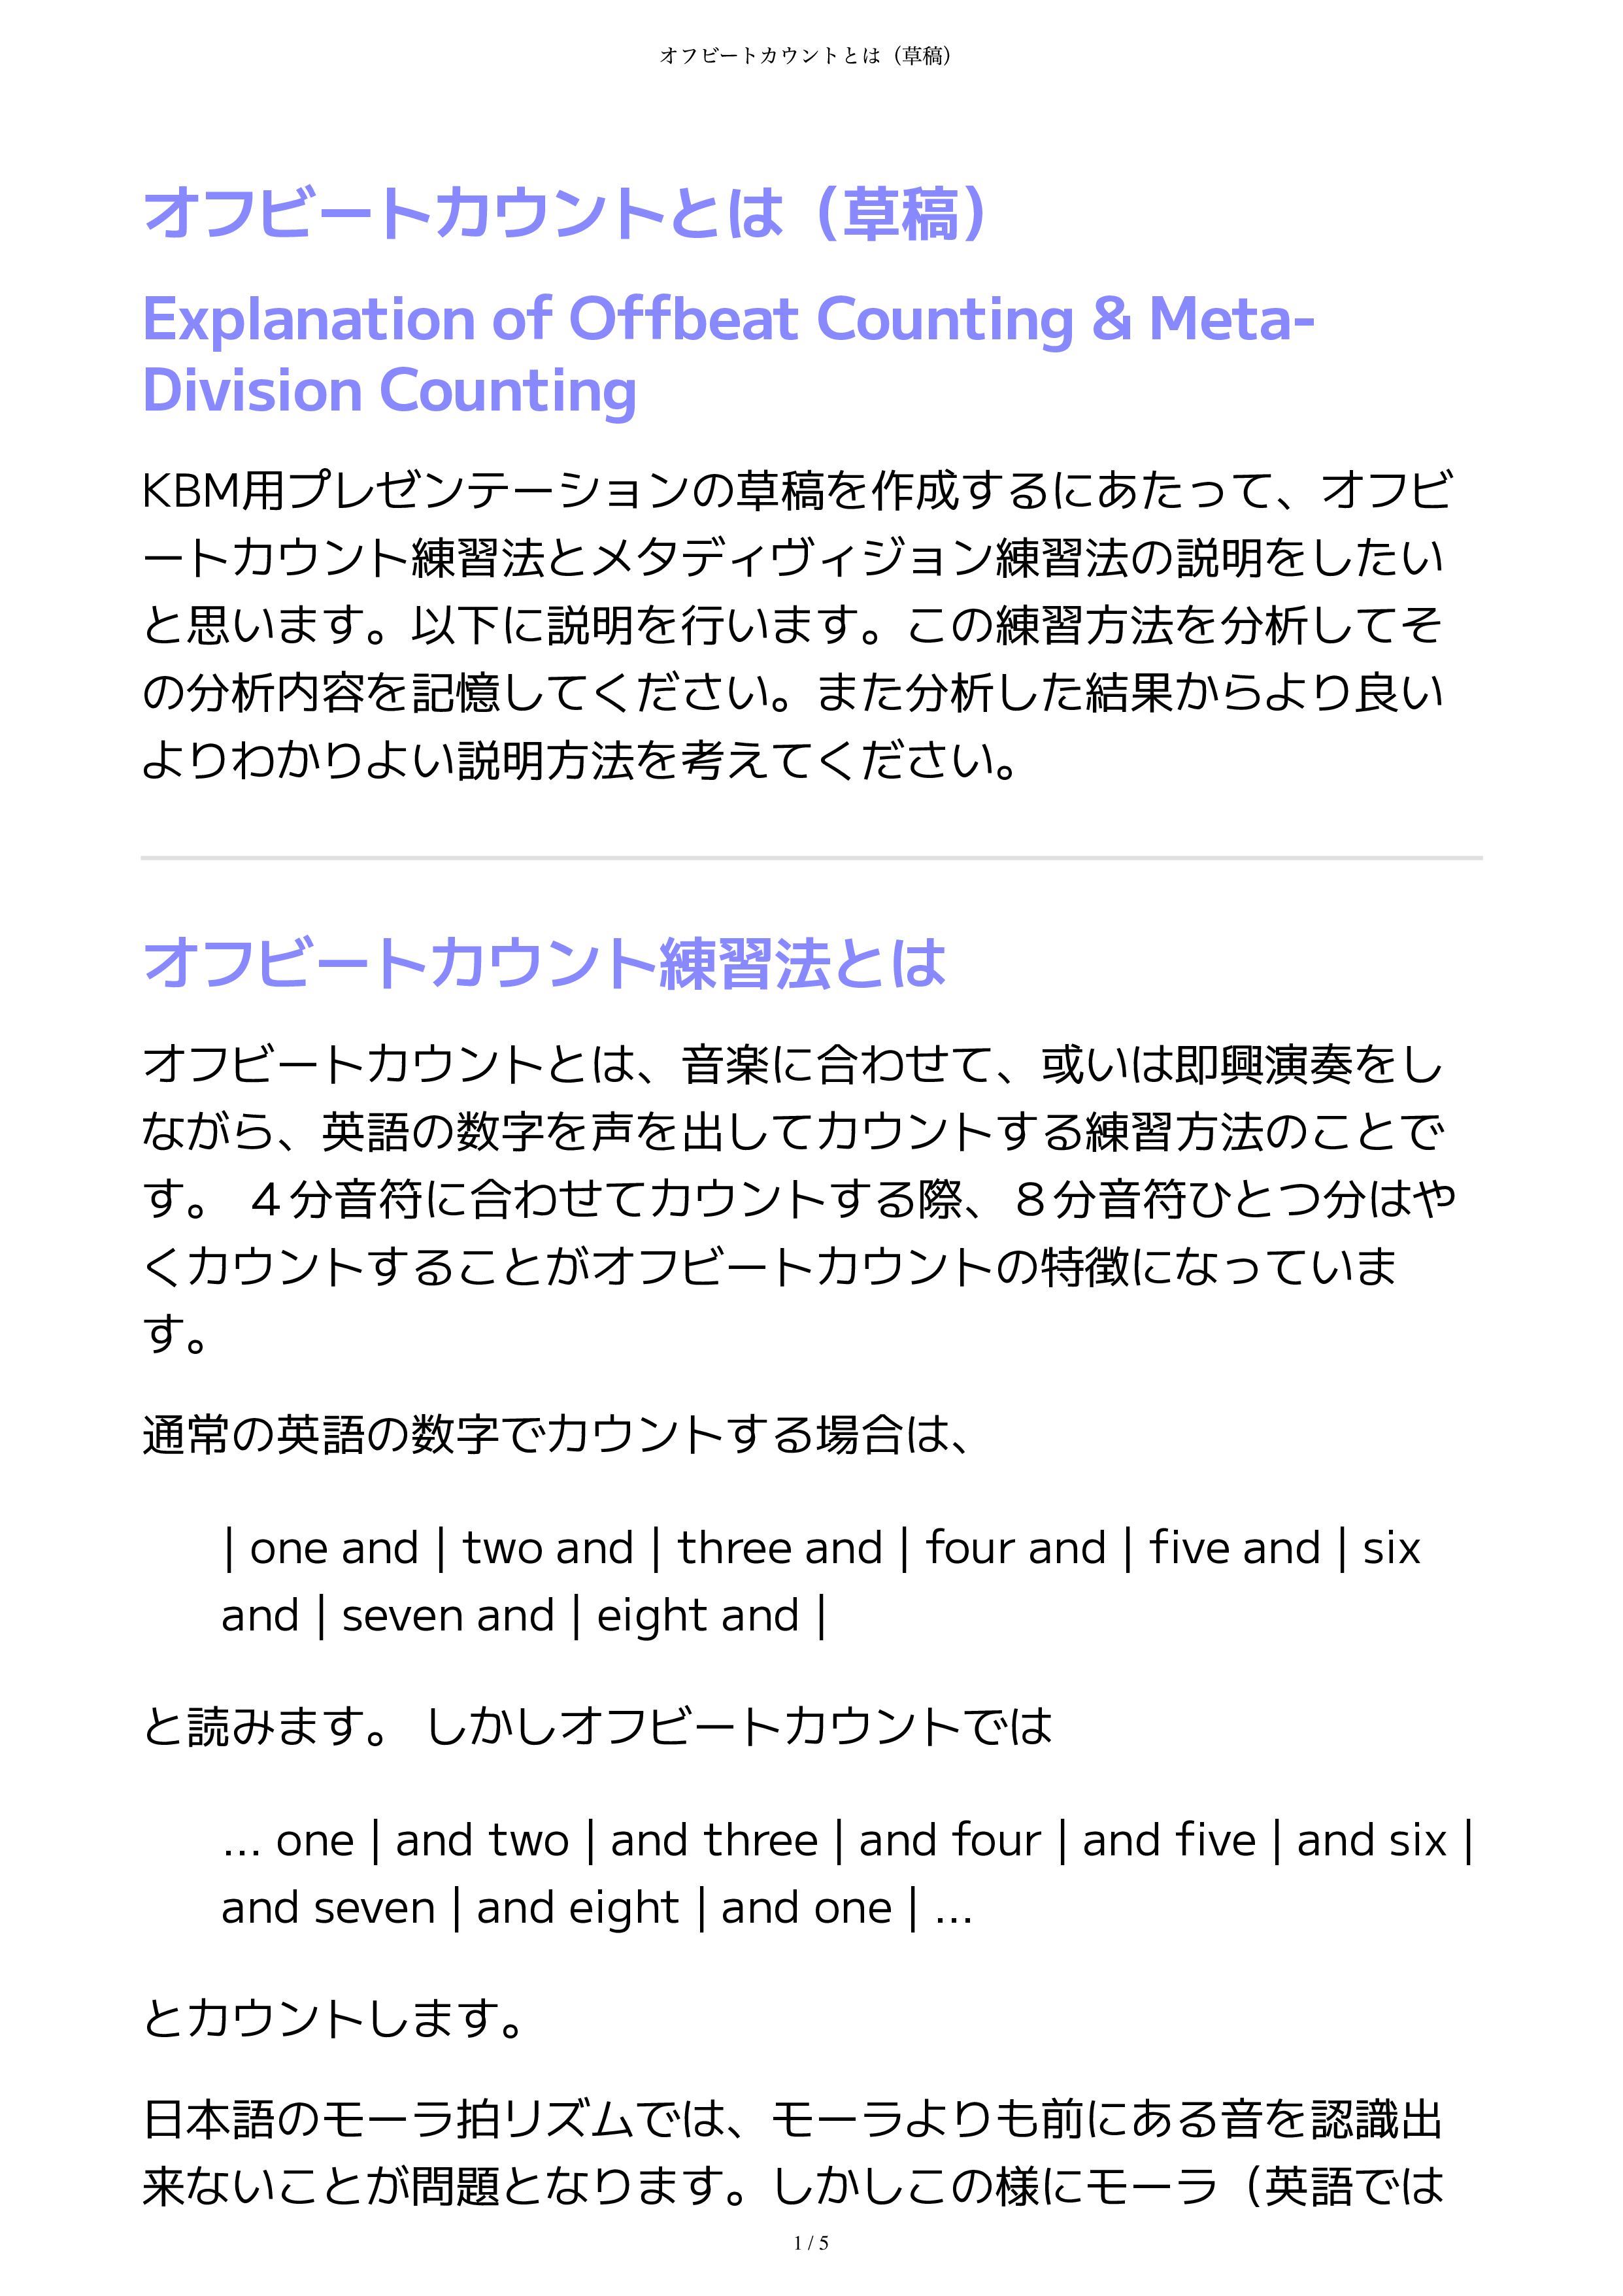 オフビートカウントとは（草稿）
オフビートカウントとは（草稿）
Explanation of Offbeat Counting & Meta-
Division Counting
KBM用プレゼンテーションの草稿を作成するにあたって、オフビ
ートカウント練習法とメタディヴィジョン練習法の説明をしたい
と思います。以下に説明を行います。この練習方法を分析してそ
の分析内容を記憶してください。また分析した結果からより良い
よりわかりよい説明方法を考えてください。
オフビートカウント練習法とは
オフビートカウントとは、音楽に合わせて、或いは即興演奏をし
ながら、英語の数字を声を出してカウントする練習方法のことで
す。 ４分音符に合わせてカウントする際、８分音符ひとつ分はや
くカウントすることがオフビートカウントの特徴になっていま
す。
通常の英語の数字でカウントする場合は、
| one and | two and | three and | four and | five and | six
and | seven and | eight and |
と読みます。 しかしオフビートカウントでは
... one | and two | and three | and four | and five | and six |
and seven | and eight | and one | ...
とカウントします。
日本語のモーラ拍リズムでは、モーラよりも前にある音を認識出
来ないことが問題となります。しかしこの様にモーラ（英語では
1 / 5